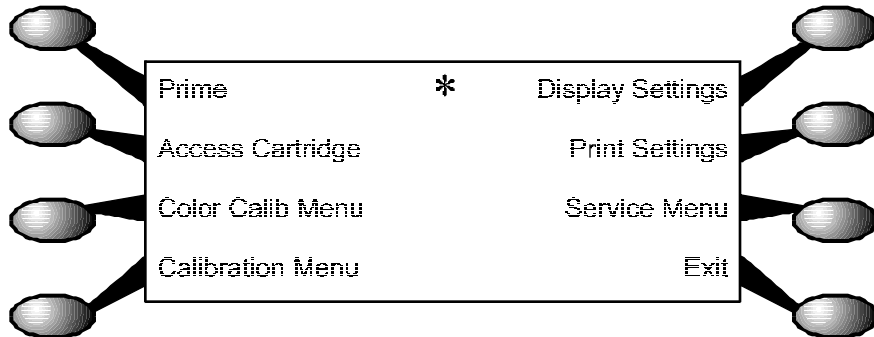 Prime * Display Settings
Access Cartridge Print Settings
Color Calib Menu Service Menu
Calibration Menu Exit